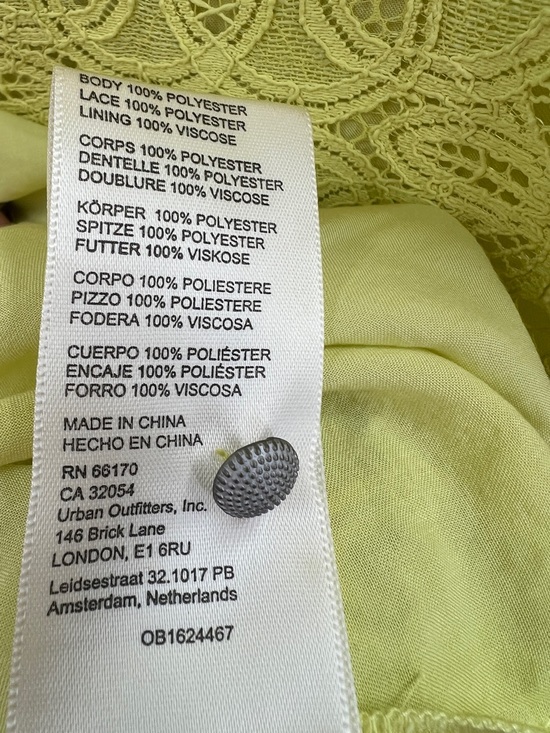 BODY 100% POLYESTER
LACE 100% POLYESTER
LINING 100% VISCOSE
CORPS 100% POLYESTER
DENTELLE 100% POLYESTER
DOUBLURE 100% VISCOSE
KÖRPER 100% POLYESTER
SPITZE 100% POLYESTER
FUTTER 100% VISKOSE
CORPO 100% POLIESTERE
PIZZO 100% POLIESTERE
FODERA 100% VISCOSA
CUERPO 100% POLIÉSTER
ENCAJE 100% POLIÉSTER
FORRO 100% VISCOSA
MADE IN CHINA
HECHO EN CHINA
RN 66170
CA 32054
Urban Outfitters, Inc.
146 Brick Lane
LONDON, E1 6RU
Leidsestraat 32.1017 PB
Amsterdam, Netherlands
OB1624467